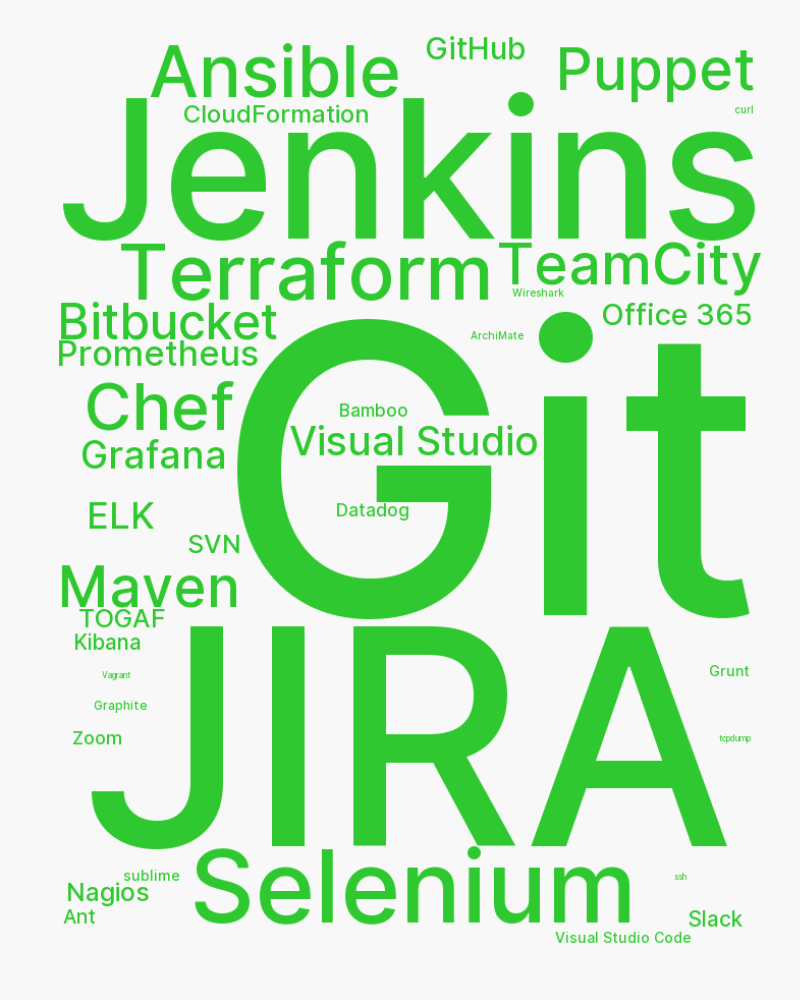 GitHub
Ansible
Puppet
CloudFormation
curl
Jenkins
Terraform
TeamCity
Wireshark
Office 365
Bitbucket
ArchiMate
Prometheus
Git
Chef
Bamboo
Visual Studio
Grafana
Datadog
ELK
SVN
Maven
TOGAF
Kibana
JIRA
Grunt
Vagrant
Graphite
Zoom
tcpdump
Selenium
sublime
ssh
Nagios
Ant
Slack
Visual Studio Code